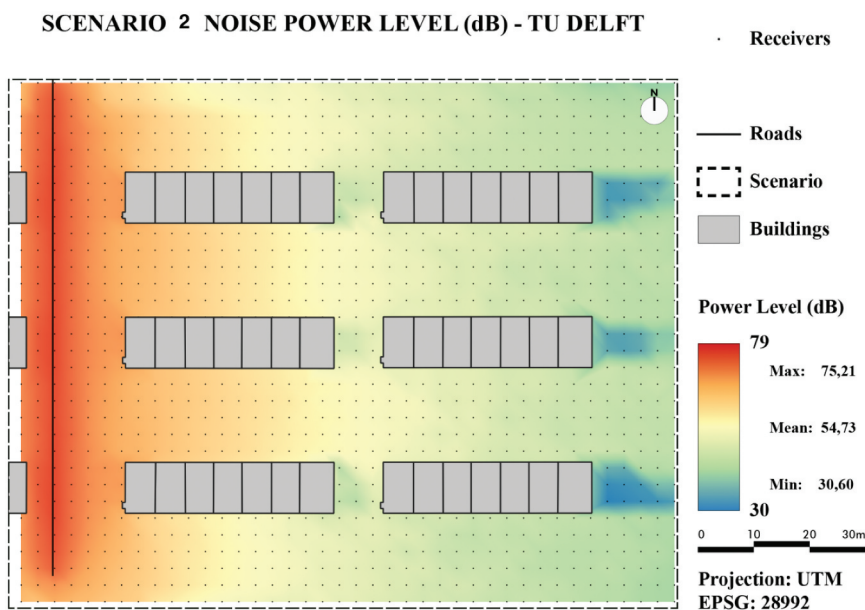 SCENARIO 2 NOISE POWER LEVEL (dB) - TU DELFT
Receivers
N
Roads
Scenario
Buildings
Power Level (dB)
79
Max: 75,21
Mean: 54,73
Min: 30,60
30
0 10 20 30m
Projection: UTM
EPSG: 28992